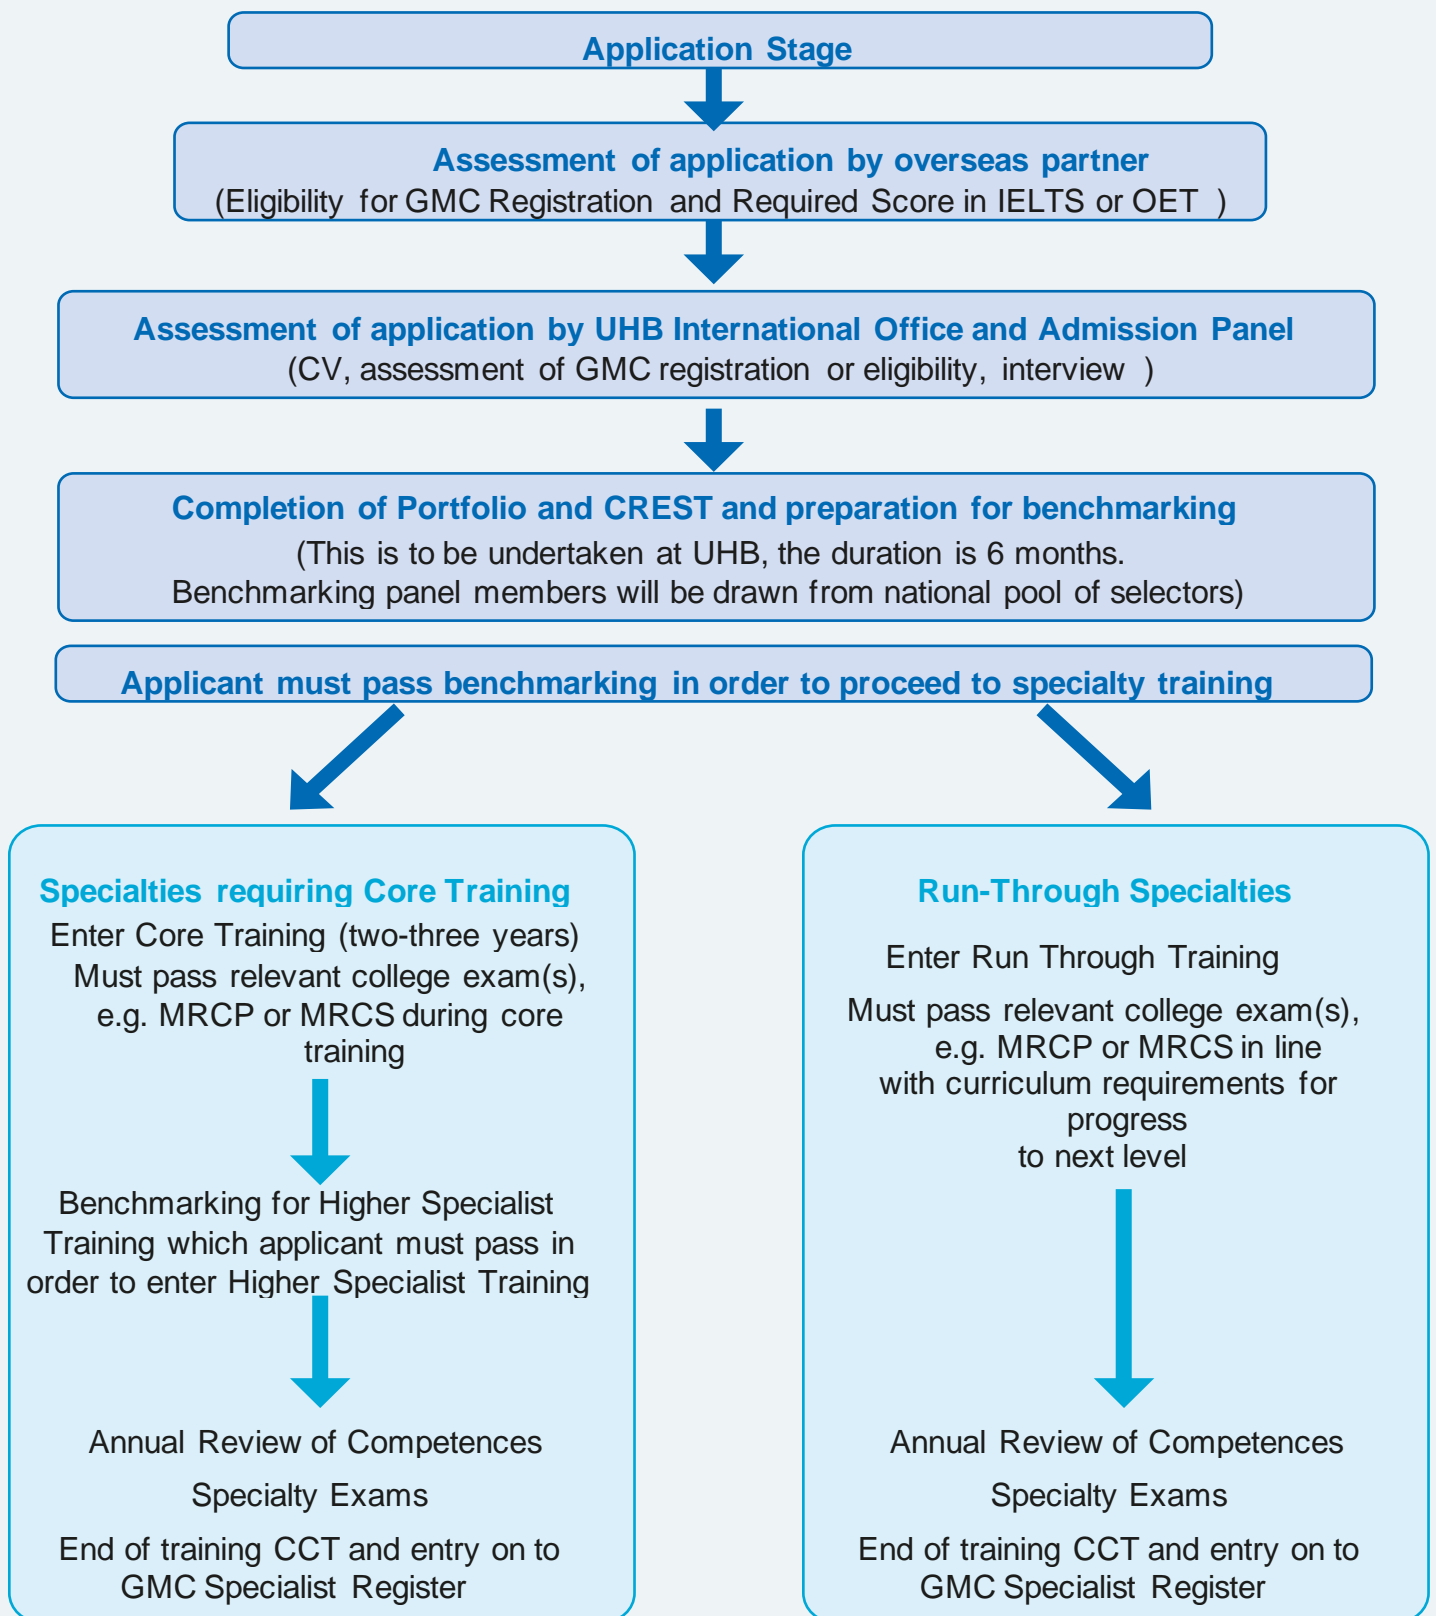 Application Stage
Assessment of application by overseas partner
(Eligibility for GMC Registration and Required Score in IELTS or OET )
Assessment of application by UHB International Office and Admission Panel
(CV, assessment of GMC registration or eligibility, interview )
Completion of Portfolio and CREST and preparation for benchmarking
(This is to be undertaken at UHB, the duration is 6 months.
Benchmarking panel members will be drawn from national pool of selectors)
Applicant must pass benchmarking in order to proceed to specialty training
Specialties requiring Core Training
Enter Core Training (two-three years)
Must pass relevant college exam(s),
e.g. MRCP or MRCS during core
training
Benchmarking for Higher Specialist
Training which applicant must pass in
order to enter Higher Specialist Training
Annual Review of Competences
Specialty Exams
End of training CCT and entry on to
GMC Specialist Register
Run-Through Specialties
Enter Run Through Training
Must pass relevant college exam(s),
e.g. MRCP or MRCS in line
with curriculum requirements for
progress
to next level
Annual Review of Competences
Specialty Exams
End of training CCT and entry on to
GMC Specialist Register